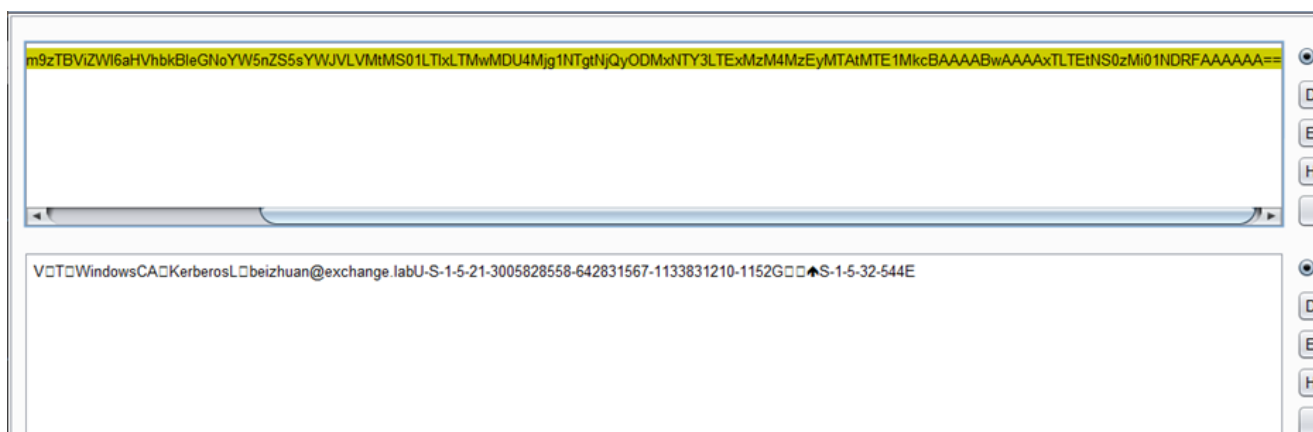 m9zTBViZWl6aHVhbkBleGNoYW5nZS5sYWJVLVMtMS01LTIxLTMwMDU4Mjg1NTgtNjQyODMxNTY3LTExMzM4MzEyMTAtMTE1MkcBAAAABwAAAAxTLTEtNS0zMi01NDRFAAAAAA==
V□T□WindowsCA□KerberosL□beizhuan@exchange.labU-S-1-5-21-3005828558-642831567-1133831210-1152G□□♠S-1-5-32-544E